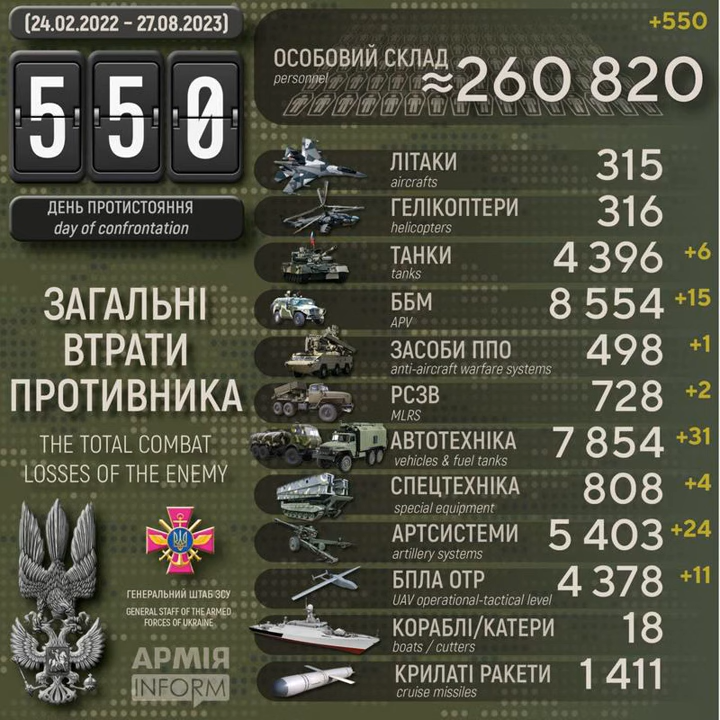 (24.02.2022 – 27.08.2023)
550
ДЕНЬ ПРОТИСТОЯННЯ
day of confrontation
ЗАГАЛЬНІ
ВТРАТИ
ПРОТИВНИКА
THE TOTAL COMBAT
LOSSES OF THE ENEMY
ГЕНЕРАЛЬНИЙ ШТАБ ЗСУ
GENERAL STAFF OF THE ARMED
FORCES OF UKRAINE
АРМІЯ
INFORM
+550
ОСОБОВИЙ СКЛАД ≈260 820
personnel
ЛІТАКИ 315
aircrafts
ГЕЛІКОПТЕРИ 316
helicopters
ТАНКИ 4 396 +6
tanks
ББМ 8 554 +15
APV
ЗАСОБИ ППО 498 +1
anti-aircraft warfare systems
РСЗВ 728 +2
MLRS
АВТОТЕХНІКА 7 854 +31
vehicles & fuel tanks
СПЕЦТЕХНІКА 808 +4
special equipment
АРТСИСТЕМИ 5 403 +24
artillery systems
БПЛА ОТР 4 378 +11
UAV operational-tactical level
КОРАБЛІ/КАТЕРИ 18
boats / cutters
КРИЛАТІ РАКЕТИ 1 411
cruise missiles